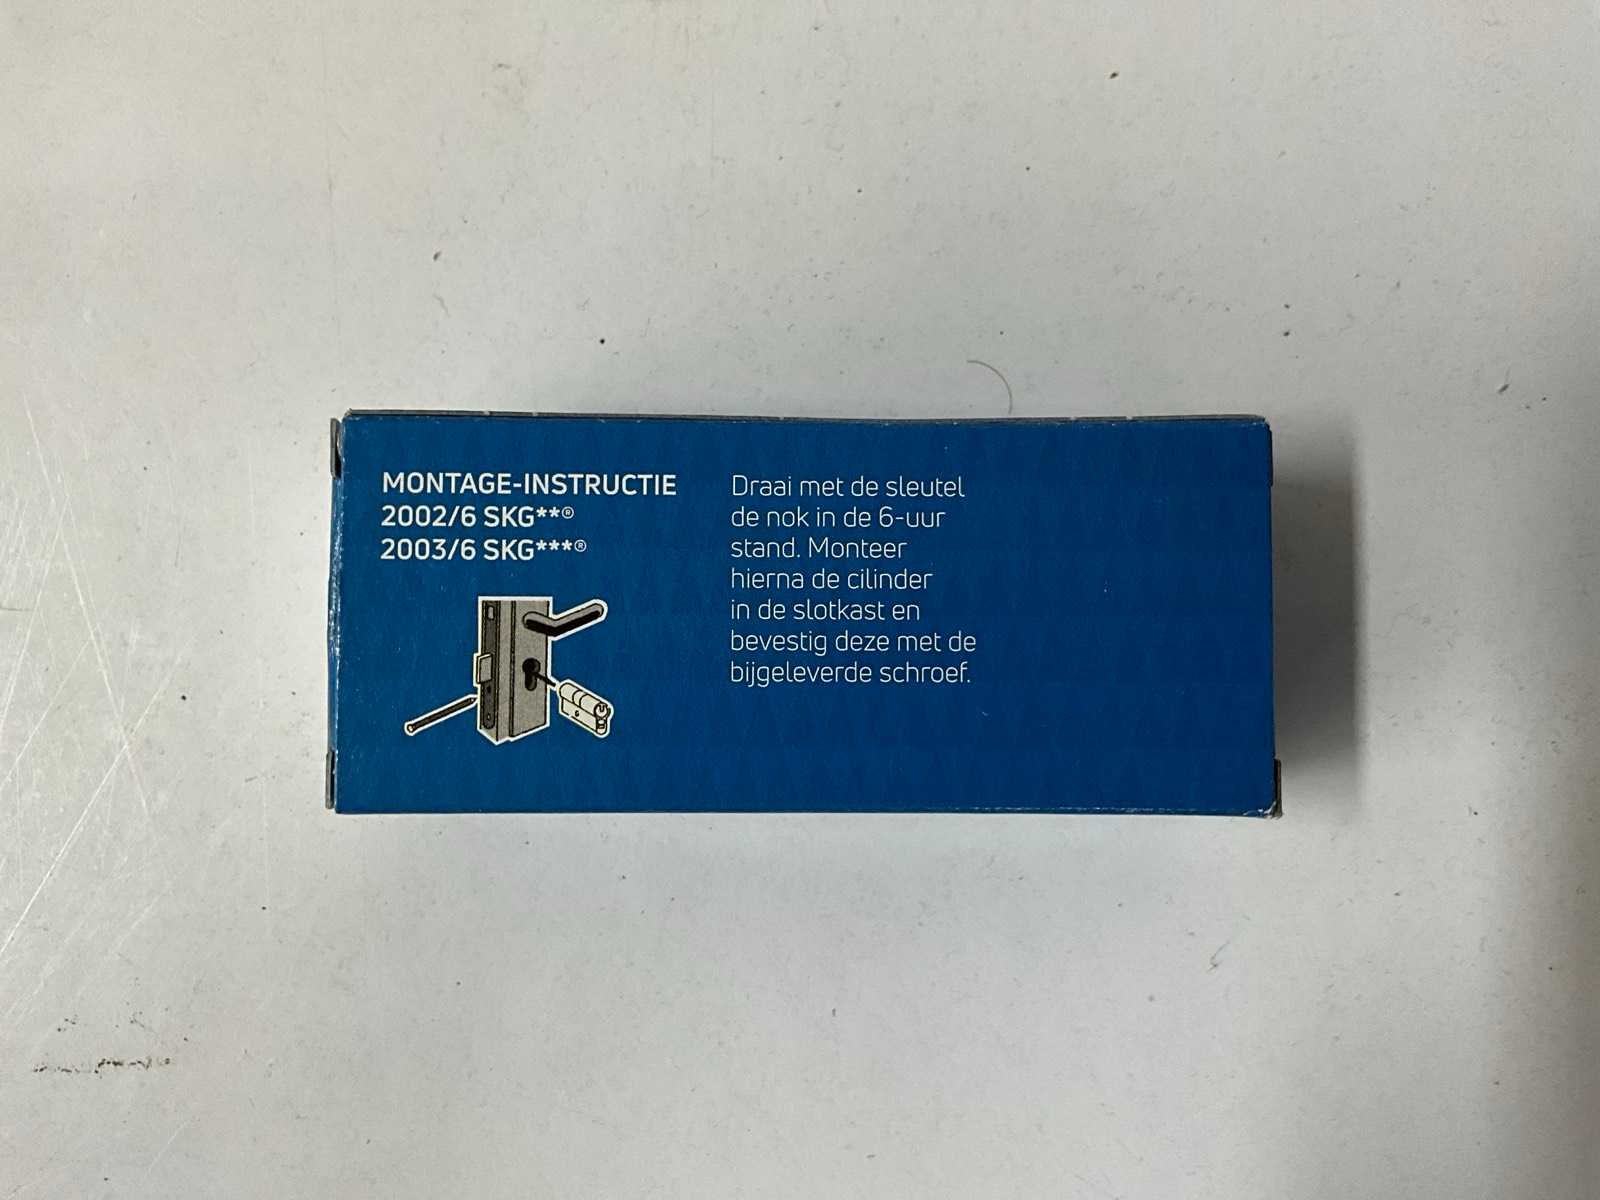 MONTAGE-INSTRUCTIE
2002/6 SKG**®
2003/6 SKG***®
Draai met de sleutel
de nok in de 6-uur
stand. Monteer
hierna de cilinder
in de slotkast en
bevestig deze met de
bijgeleverde schroef.